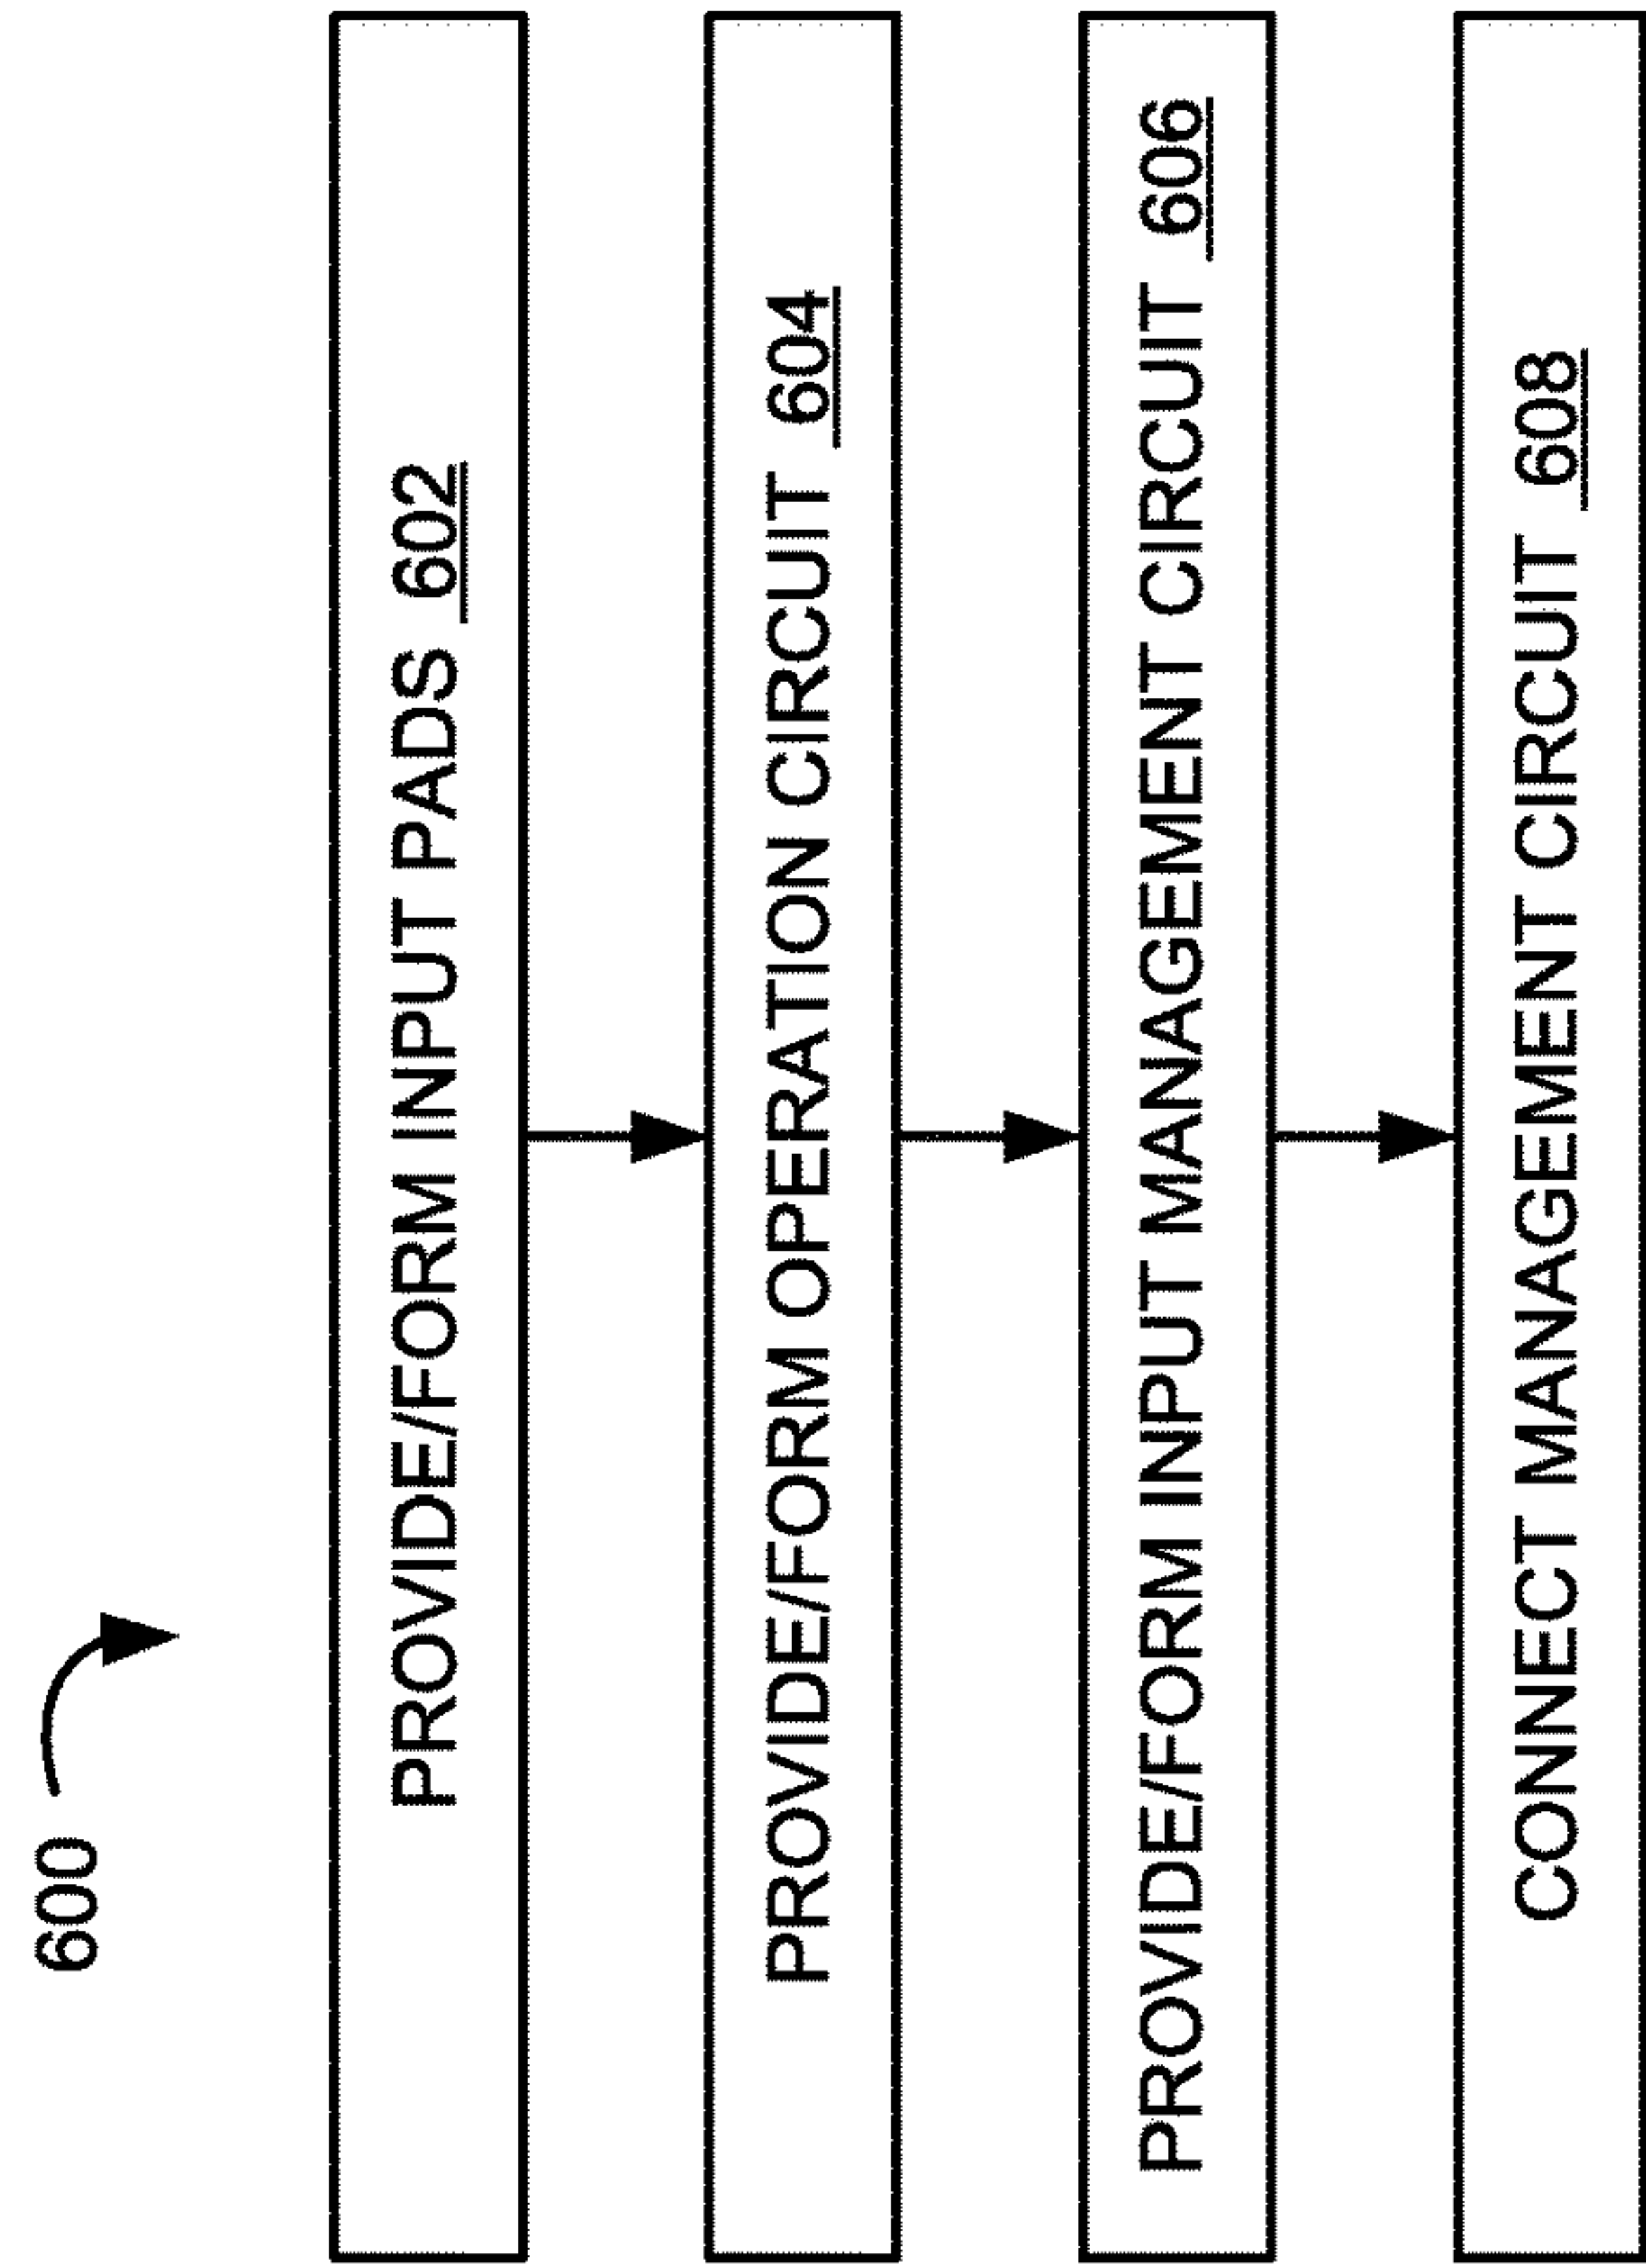 600
PROVIDE/FORM INPUT PADS 602
PROVIDE/FORM OPERATION CIRCUIT 604
PROVIDE/FORM INPUT MANAGEMENT CIRCUIT 606
CONNECT MANAGEMENT CIRCUIT 608